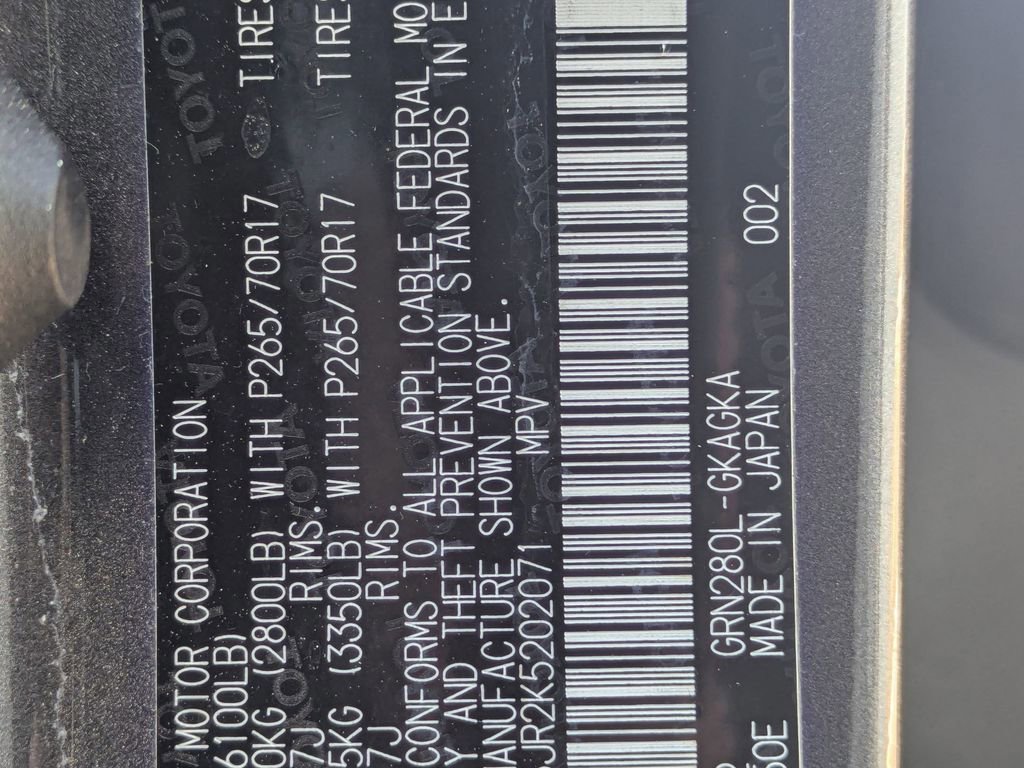 MOTOR CORPORATION
6100LB)
0KG (2800LB) WITH P265/70R17 TIRES
7J RIMS.
5KG (3350LB) WITH P265/70R17 TIRES
7J RIMS.
CONFORMS TO ALL APPLICABLE FEDERAL MO
Y AND THEFT PREVENTION STANDARDS IN E
MANUFACTURE SHOWN ABOVE.
JR2K5202071 MPV
GRN280L-GKAGKA
50E MADE IN JAPAN 002